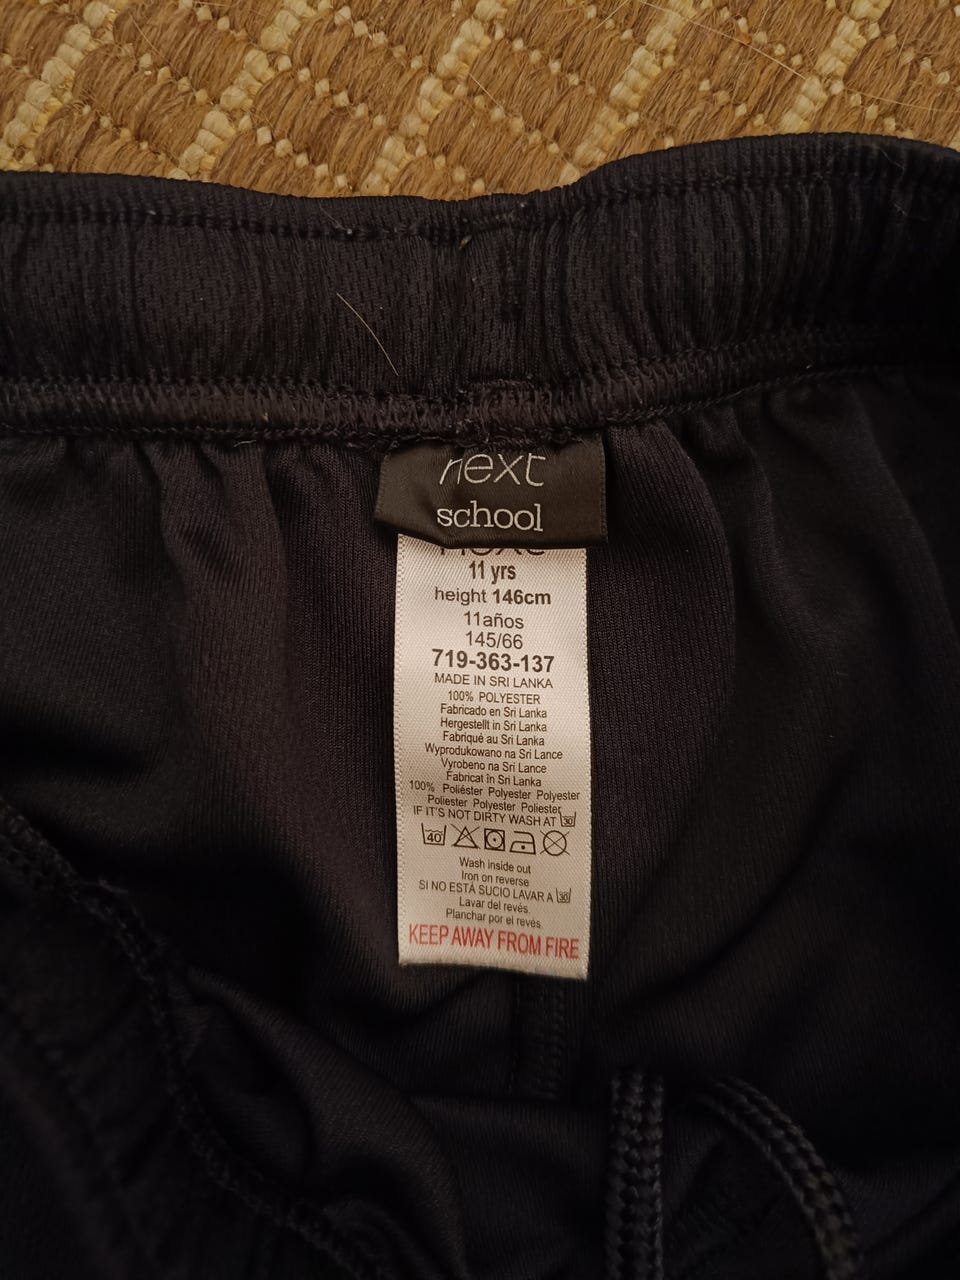 next
school
next
11 yrs
height 146cm
11años
145/66
719-363-137
MADE IN SRI LANKA
100% POLYESTER
Fabricado en Sri Lanka
Hergestellt in Sri Lanka
Fabriqué au Sri Lanka
Wyprodukowano na Sri Lance
Vyrobeno na Sri Lance
Fabricat în Sri Lanka
100% Poliéster Polyester Polyester
Poliester Polyester Poliester
IF IT'S NOT DIRTY WASH AT 30
40
Wash inside out
Iron on reverse
SI NO ESTÁ SUCIO LAVAR A 30
Lavar del revés.
Planchar por el revés.
KEEP AWAY FROM FIRE